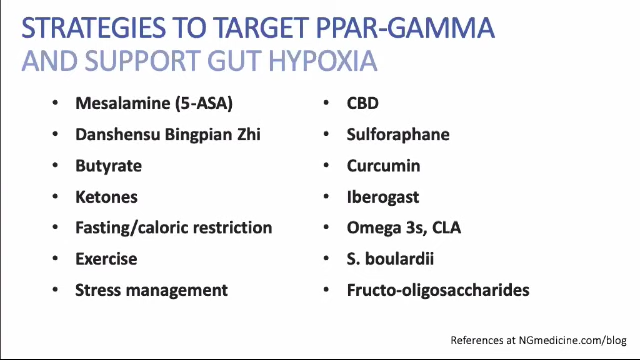 STRATEGIES TO TARGET PPAR-GAMMA
AND SUPPORT GUT HYPOXIA
• Mesalamine (5-ASA)
• Danshensu Bingpian Zhi
• Butyrate
• Ketones
• Fasting/caloric restriction
• Exercise
• Stress management
• CBD
• Sulforaphane
• Curcumin
• Iberogast
• Omega 3s, CLA
• S. boulardii
• Fructo-oligosaccharides
References at NGmedicine.com/blog